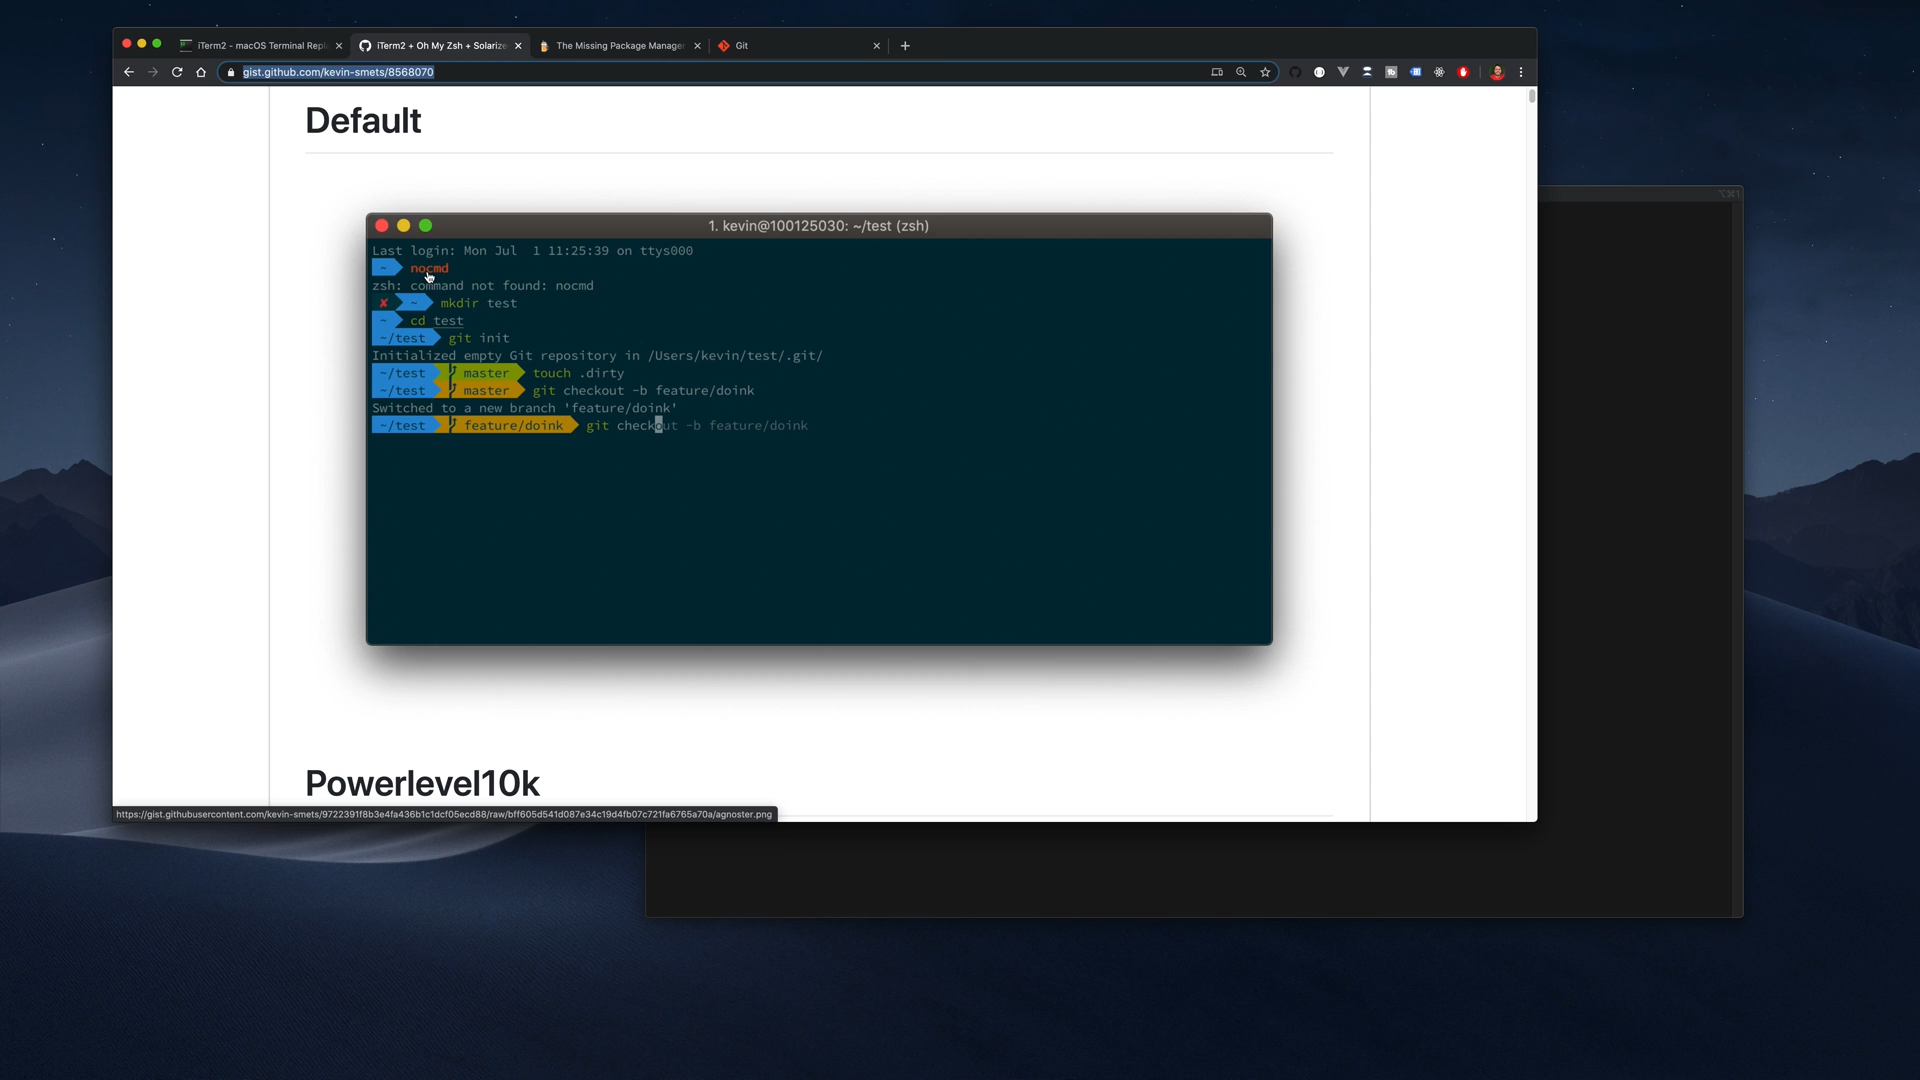 iTerm2 - macOS Terminal Repl
iTerm2 + Oh My Zsh + Solarize
The Missing Package Manager
Git
gist.github.com/kevin-smets/8568070
Default
⌥⌘1
1. kevin@100125030: ~/test (zsh)
Last login: Mon Jul  1 11:25:39 on ttys000
~ nocmd
zsh: command not found: nocmd
✘ ~ mkdir test
~ cd test
~/test git init
Initialized empty Git repository in /Users/kevin/test/.git/
~/test master touch .dirty
~/test master git checkout -b feature/doink
Switched to a new branch 'feature/doink'
~/test feature/doink git checkout -b feature/doink
Powerlevel10k
https://gist.githubusercontent.com/kevin-smets/9722391f8b3e4fa436b1c1dcf05ecd88/raw/bff605d541d087e34c19d4fb07c721fa6765a70a/agnoster.png